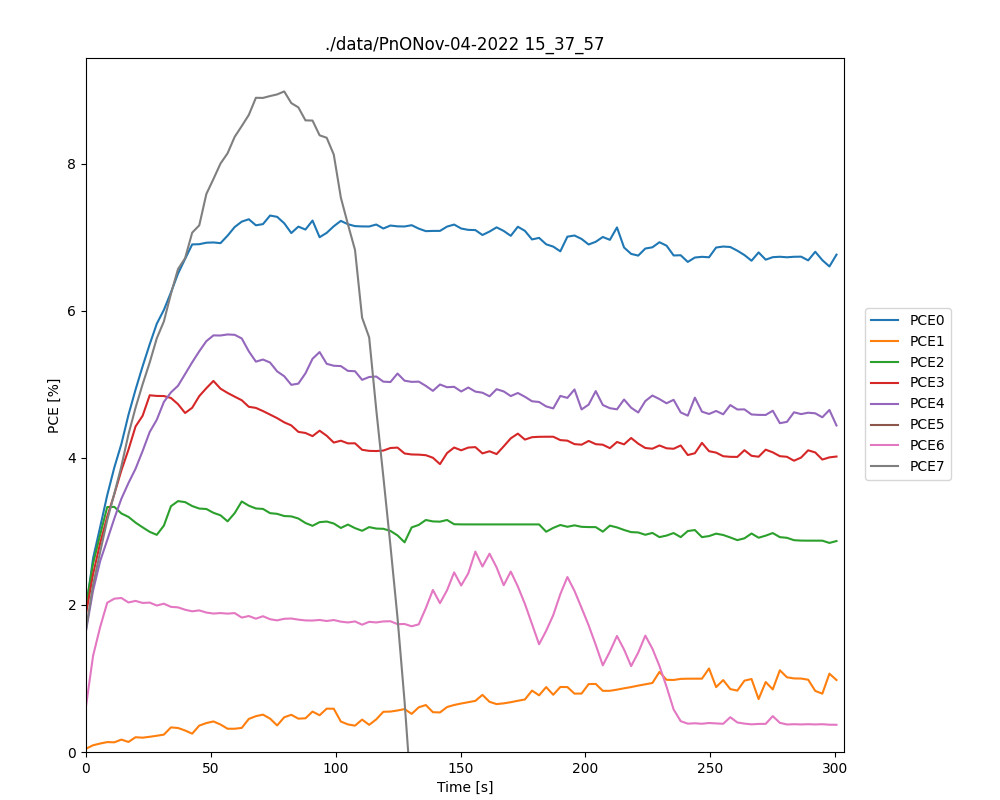 ./data/PnONov-04-2022 15_37_57
PCE [%]
8
6
4
2
0
0 50 100 150 200 250 300
Time [s]
PCE0
PCE1
PCE2
PCE3
PCE4
PCE5
PCE6
PCE7